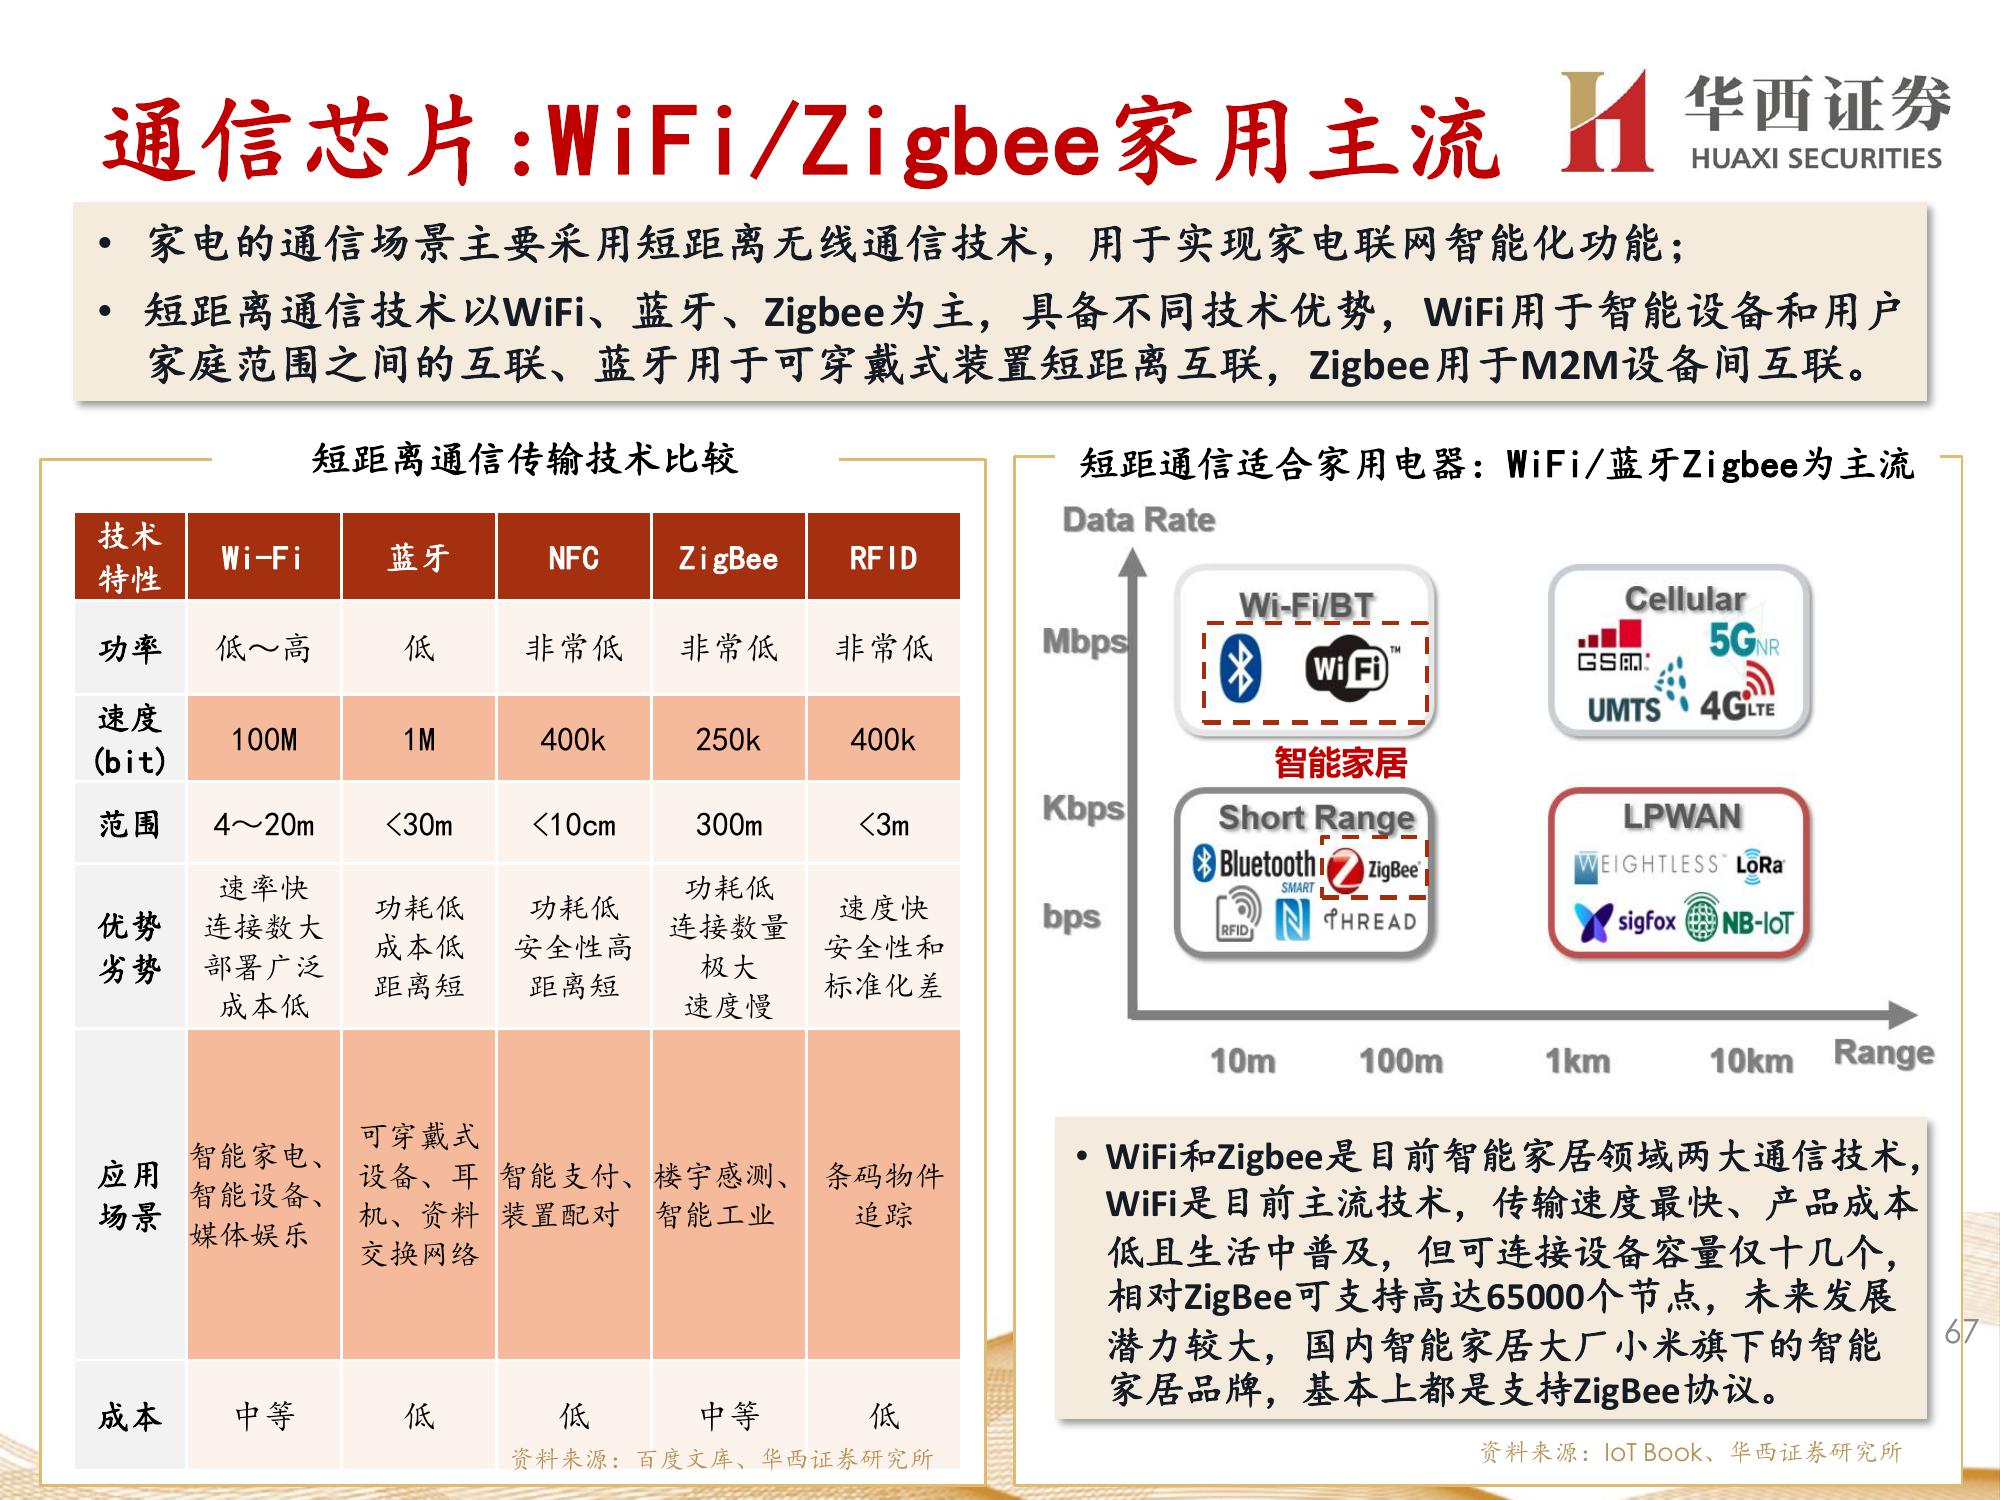 通信芯片:WiFi/Zigbee家用主流
华西证券
HUAXI SECURITIES
• 家电的通信场景主要采用短距离无线通信技术，用于实现家电联网智能化功能；
• 短距离通信技术以WiFi、蓝牙、Zigbee为主，具备不同技术优势，WiFi用于智能设备和用户
家庭范围之间的互联、蓝牙用于可穿戴式装置短距离互联，Zigbee用于M2M设备间互联。
短距离通信传输技术比较
技术
特性
Wi-Fi
蓝牙
NFC
ZigBee
RFID
功率
低～高
低
非常低
非常低
非常低
速度
(bit)
100M
1M
400k
250k
400k
范围
4～20m
<30m
<10cm
300m
<3m
优势
劣势
速率快
连接数大
部署广泛
成本低
功耗低
成本低
距离短
功耗低
安全性高
距离短
功耗低
连接数量
极大
速度慢
速度快
安全性和
标准化差
应用
场景
智能家电、
智能设备、
媒体娱乐
可穿戴式
设备、耳
机、资料
交换网络
智能支付、
装置配对
楼宇感测、
智能工业
条码物件
追踪
成本
中等
低
低
中等
低
资料来源：百度文库、华西证券研究所
短距通信适合家用电器：WiFi/蓝牙Zigbee为主流
Data Rate
Mbps
Kbps
bps
Wi-Fi/BT
WiFi™
智能家居
Cellular
GSM
5GNR
UMTS
4GLTE
Short Range
Bluetooth
SMART
ZigBee
RFID
N
THREAD
LPWAN
WEIGHTLESS™
LoRa
sigfox
NB-IoT
10m
100m
1km
10km
Range
• WiFi和Zigbee是目前智能家居领域两大通信技术，
WiFi是目前主流技术，传输速度最快、产品成本
低且生活中普及，但可连接设备容量仅十几个，
相对ZigBee可支持高达65000个节点，未来发展
潜力较大，国内智能家居大厂小米旗下的智能
家居品牌，基本上都是支持ZigBee协议。
67
资料来源：IoT Book、华西证券研究所